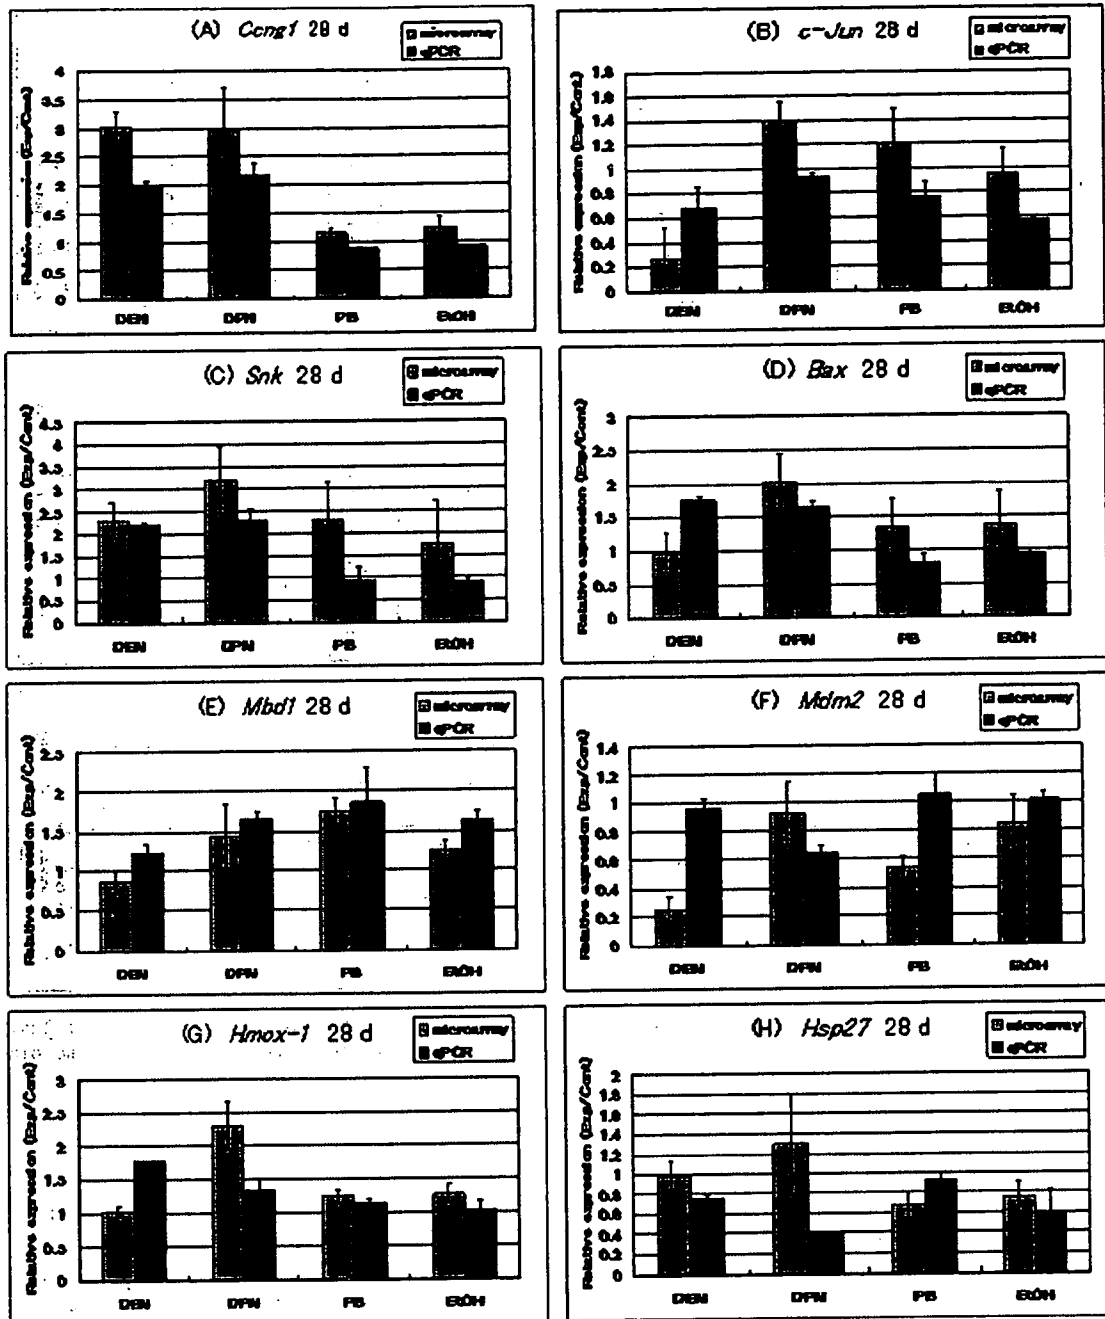 (A) Ccng1 28 d
microarray
qPCR
Relative expression (Exp/Cont)
4
3.5
3
2.5
2
1.5
1
0.5
0
DEN DPN PB EtOH
(B) c-Jun 28 d
microarray
qPCR
Relative expression (Exp/Cont)
1.8
1.6
1.4
1.2
1
0.8
0.6
0.4
0.2
0
DEN DPN PB EtOH
(C) Snk 28 d
microarray
qPCR
Relative expression (Exp/Cont)
4.5
4
3.5
3
2.5
2
1.5
1
0.5
0
DEN DPN PB EtOH
(D) Bax 28 d
microarray
qPCR
Relative expression (Exp/Cont)
3
2.5
2
1.5
1
0.5
0
DEN DPN PB EtOH
(E) Mbd1 28 d
microarray
qPCR
Relative expression (Exp/Cont)
2.5
2
1.5
1
0.5
0
DEN DPN PB EtOH
(F) Mdm2 28 d
microarray
qPCR
Relative expression (Exp/Cont)
1.4
1.2
1
0.8
0.6
0.4
0.2
0
DEN DPN PB EtOH
(G) Hmox-1 28 d
microarray
qPCR
Relative expression (Exp/Cont)
3
2.5
2
1.5
1
0.5
0
DEN DPN PB EtOH
(H) Hsp27 28 d
microarray
qPCR
Relative expression (Exp/Cont)
2
1.8
1.6
1.4
1.2
1
0.8
0.6
0.4
0.2
0
DEN DPN PB EtOH